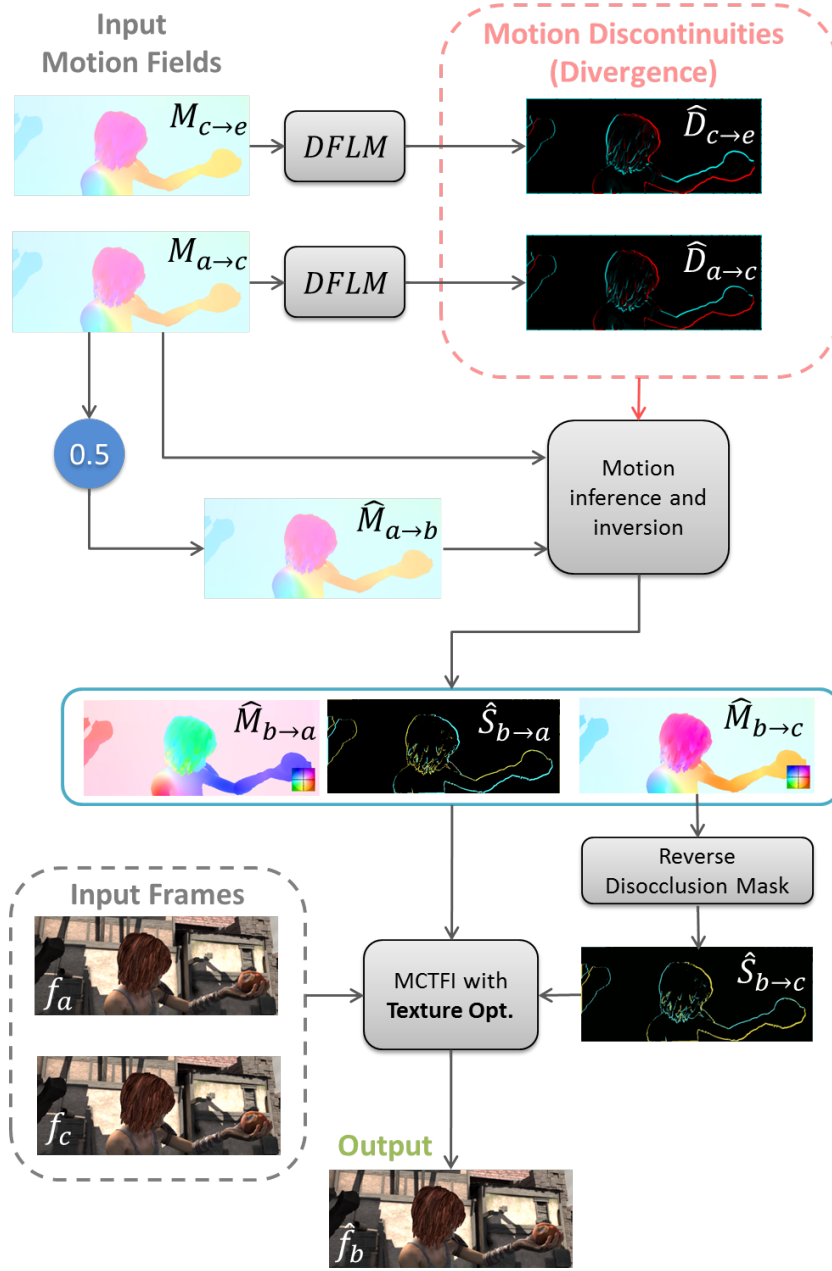 Input
Motion Fields
Motion Discontinuities
(Divergence)
M_{c→e}
DFLM
D̂_{c→e}
M_{a→c}
DFLM
D̂_{a→c}
0.5
M̂_{a→b}
Motion
inference and
inversion
M̂_{b→a}
Ŝ_{b→a}
M̂_{b→c}
Reverse
Disocclusion Mask
Input Frames
f_a
MCTFI with
Texture Opt.
Ŝ_{b→c}
f_c
Output
f̂_b